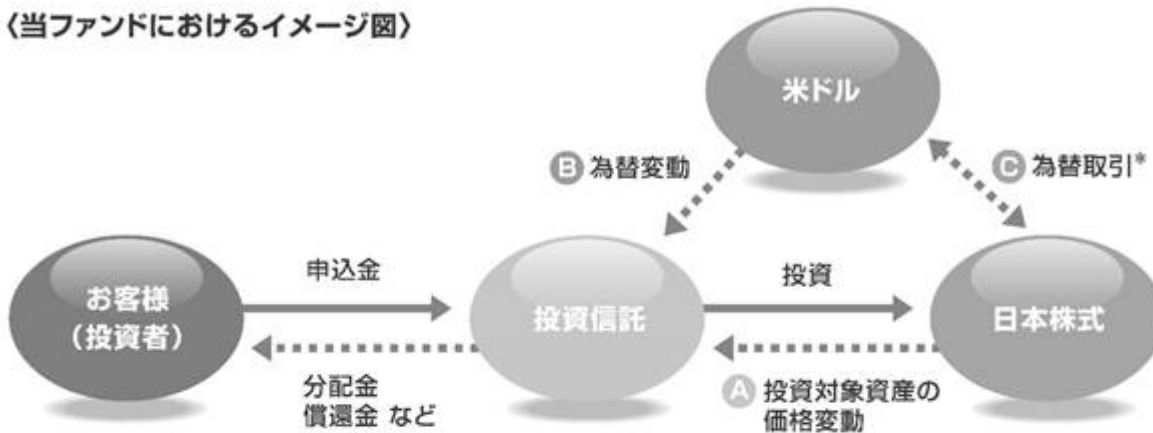 〈当ファンドにおけるイメージ図〉
米ドル
B 為替変動
C 為替取引*
お客様
(投資者)
申込金
投資信託
投資
日本株式
分配金
償還金 など
A 投資対象資産の
価格変動